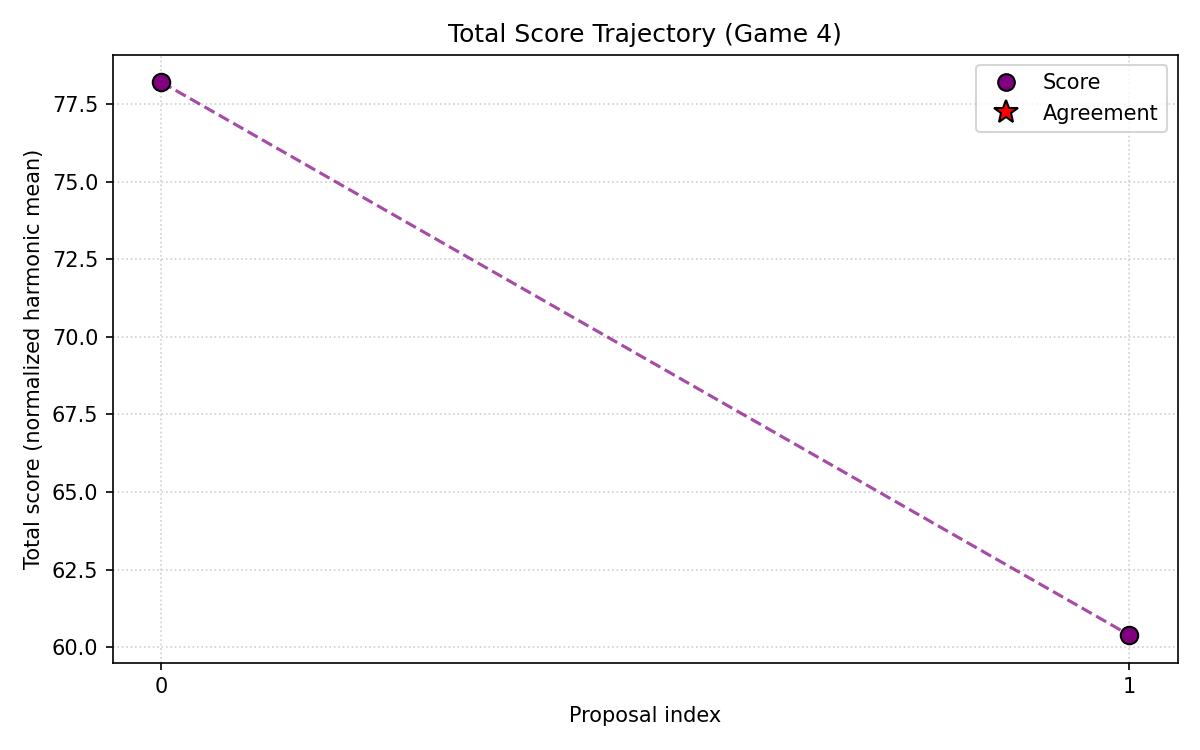 Total Score Trajectory (Game 4)
Score
Agreement
Total score (normalized harmonic mean)
77.5
75.0
72.5
70.0
67.5
65.0
62.5
60.0
0
1
Proposal index